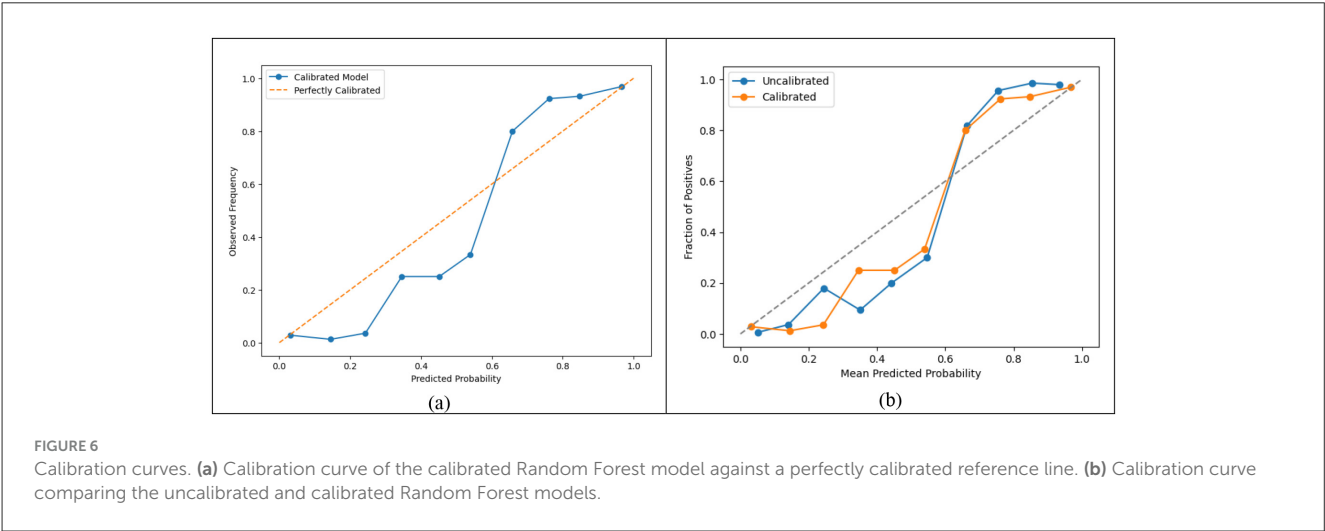 Calibrated Model
Perfectly Calibrated
1.0
0.8
0.6
0.4
0.2
0.0
Observed Frequency
0.0 0.2 0.4 0.6 0.8 1.0
Predicted Probability
(a)
Uncalibrated
Calibrated
1.0
0.8
0.6
0.4
0.2
0.0
Fraction of Positives
0.0 0.2 0.4 0.6 0.8 1.0
Mean Predicted Probability
(b)
FIGURE 6
Calibration curves. (a) Calibration curve of the calibrated Random Forest model against a perfectly calibrated reference line. (b) Calibration curve
comparing the uncalibrated and calibrated Random Forest models.